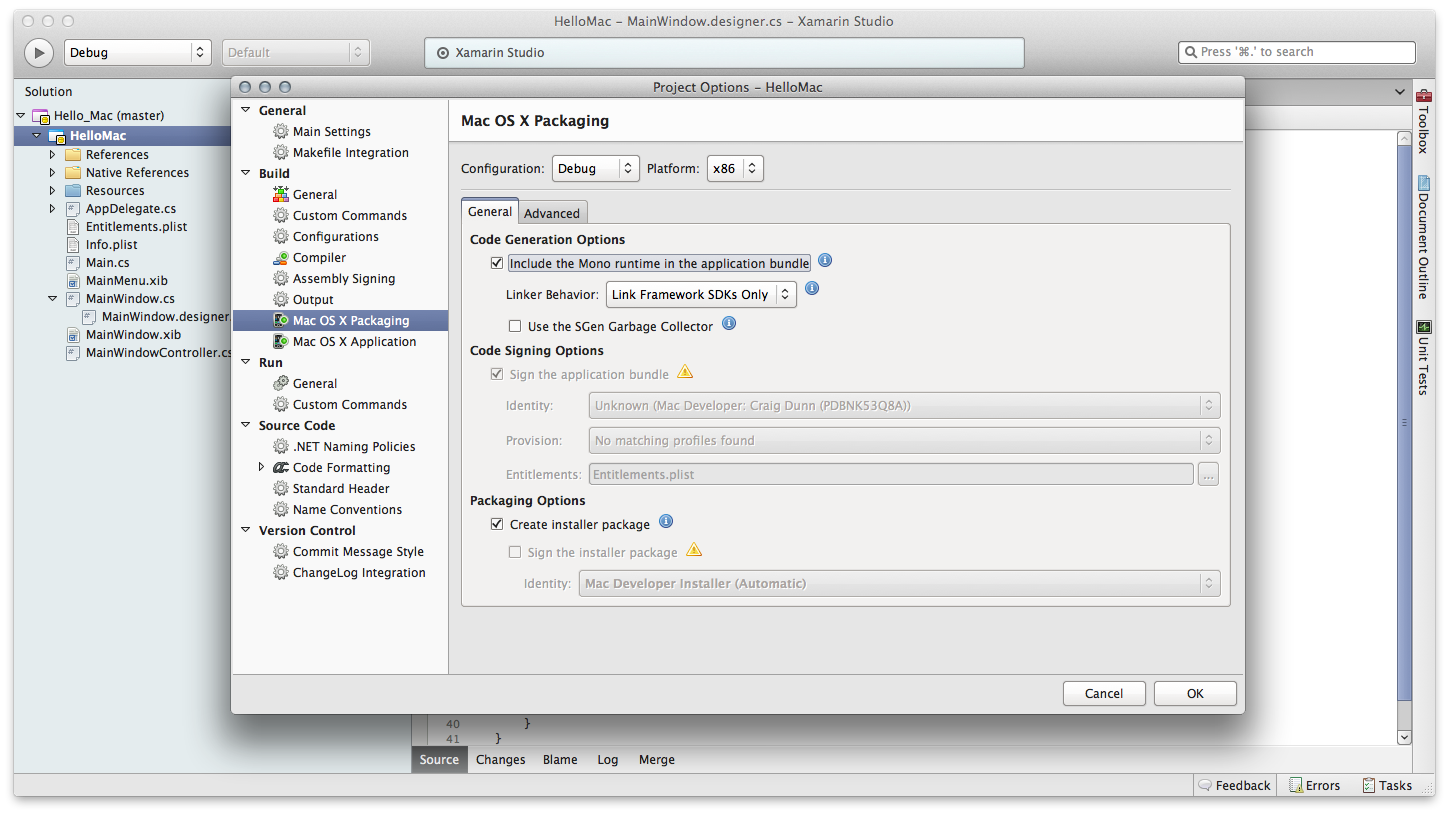 HelloMac – MainWindow.designer.cs – Xamarin Studio
Debug
Default
Xamarin Studio
Press '⌘.' to search
Solution
Hello_Mac (master)
HelloMac
References
Native References
Resources
AppDelegate.cs
Entitlements.plist
Info.plist
Main.cs
MainMenu.xib
MainWindow.cs
MainWindow.designer.
MainWindow.xib
MainWindowController.cs
Project Options – HelloMac
General
Main Settings
Makefile Integration
Build
General
Custom Commands
Configurations
Compiler
Assembly Signing
Output
Mac OS X Packaging
Mac OS X Application
Run
General
Custom Commands
Source Code
.NET Naming Policies
Code Formatting
Standard Header
Name Conventions
Version Control
Commit Message Style
ChangeLog Integration
Mac OS X Packaging
Configuration: Debug Platform: x86
General Advanced
Code Generation Options
Include the Mono runtime in the application bundle
Linker Behavior: Link Framework SDKs Only
Use the SGen Garbage Collector
Code Signing Options
Sign the application bundle
Identity: Unknown (Mac Developer: Craig Dunn (PDBNK53Q8A))
Provision: No matching profiles found
Entitlements: Entitlements.plist ...
Packaging Options
Create installer package
Sign the installer package
Identity: Mac Developer Installer (Automatic)
Cancel OK
Toolbox
Document Outline
Unit Tests
40 }
41 }
Source Changes Blame Log Merge
Feedback Errors Tasks